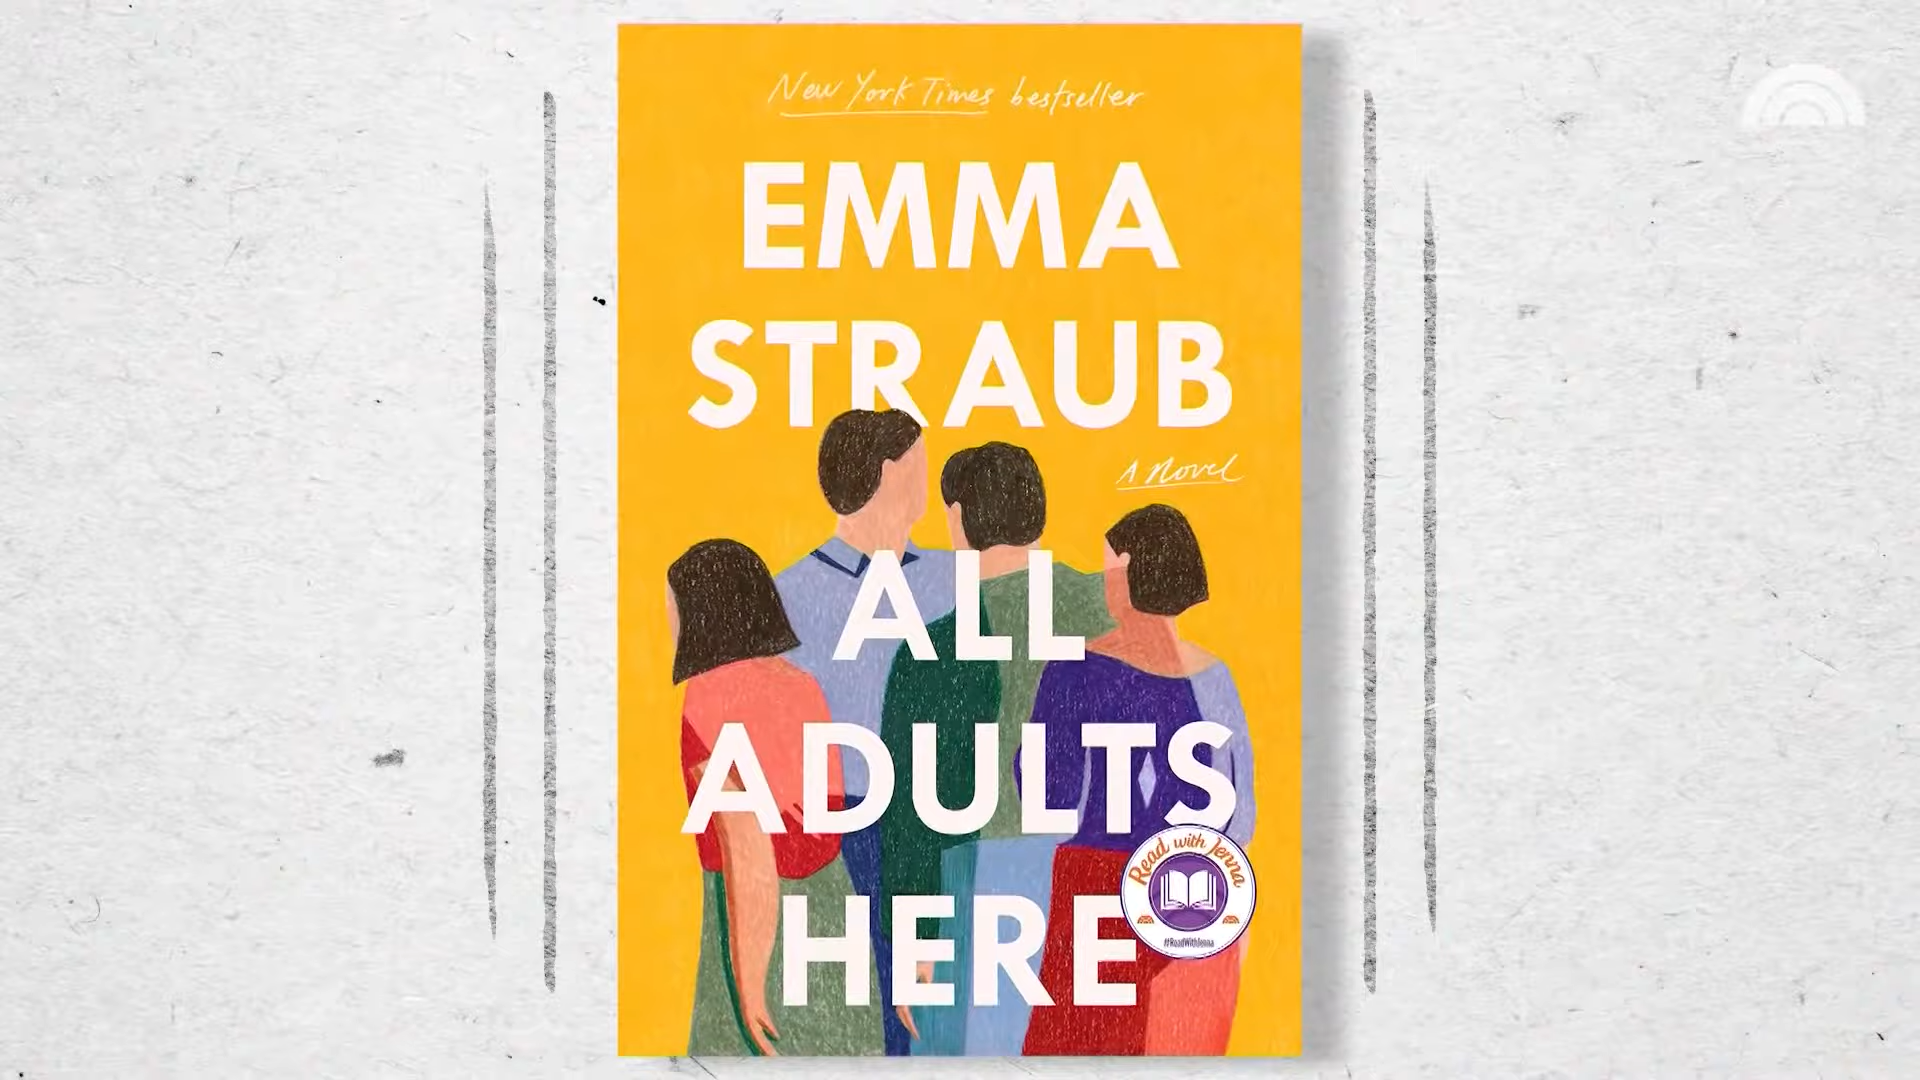 New York Times bestseller
EMMA
STRAUB
A Novel
ALL
ADULTS
HERE
Read with Jenna
#ReadWithJenna